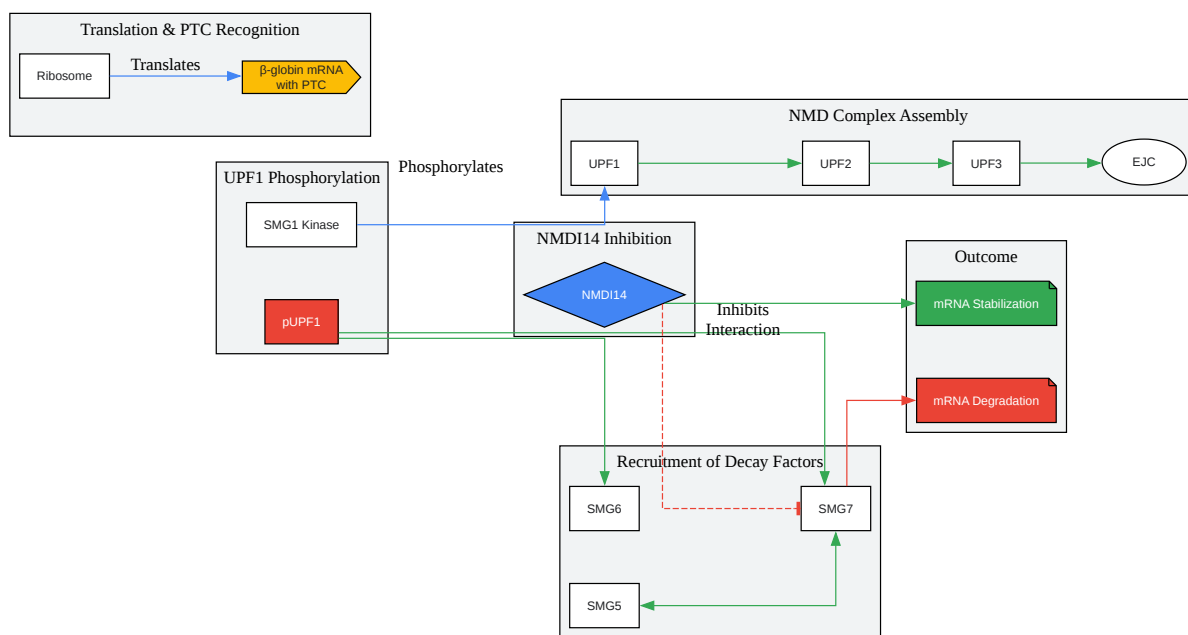 Translation & PTC Recognition
Ribosome
Translates
β-globin mRNA
with PTC
NMD Complex Assembly
UPF1
UPF2
UPF3
EJC
Phosphorylates
UPF1 Phosphorylation
SMG1 Kinase
pUPF1
NMDI14 Inhibition
NMDI14
Inhibits
Interaction
Outcome
mRNA Stabilization
mRNA Degradation
Recruitment of Decay Factors
SMG6
SMG7
SMG5